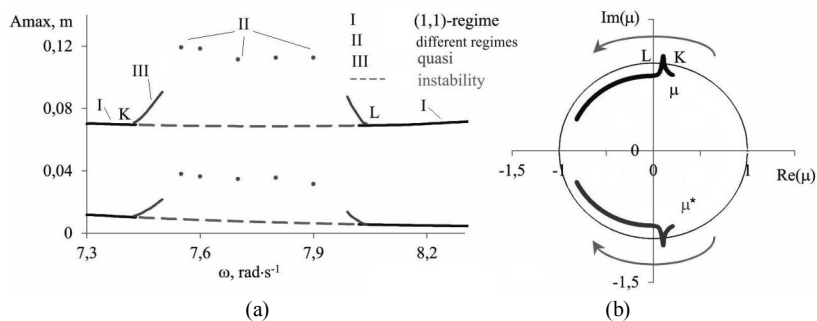 Amax, m
0,12
0,08
0,04
0
7,3
7,6
7,9
8,2
ω, rad·s⁻¹
I
K
III
II
L
I
I (1,1)-regime
II different regimes
III quasi
instability
(a)
Im(μ)
L
K
μ
0
-1,5
-1
0
1
Re(μ)
μ*
-1,5
(b)